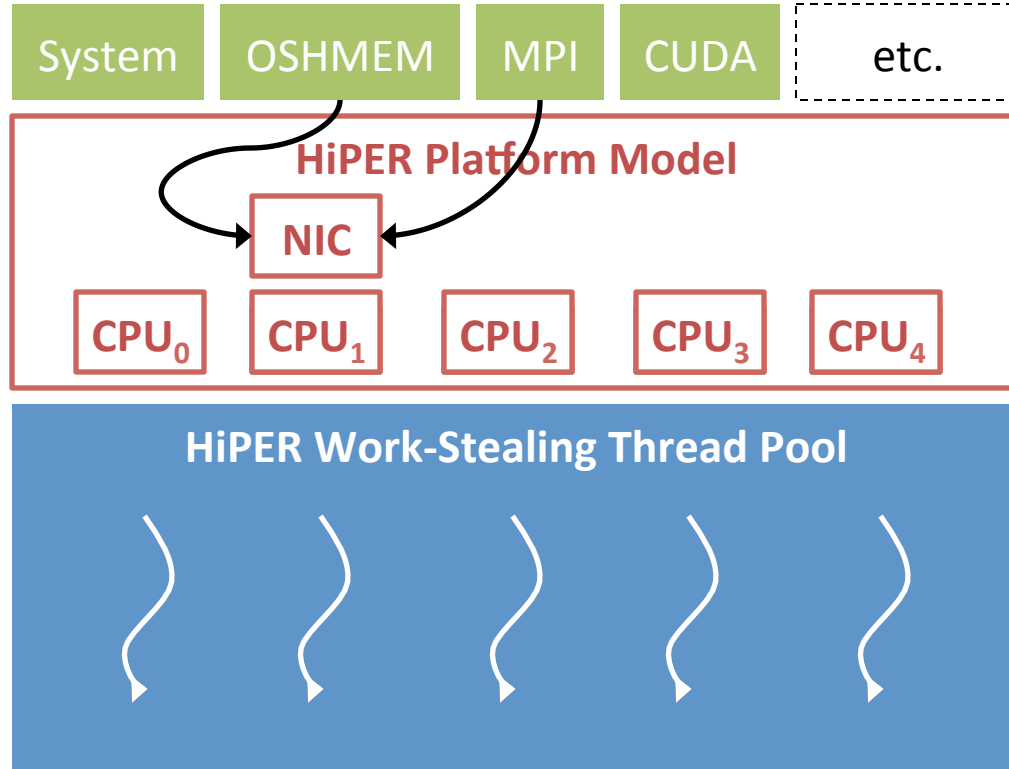 System OSHMEM MPI CUDA etc.
HiPER Platform Model
NIC
CPU₀ CPU₁ CPU₂ CPU₃ CPU₄
HiPER Work-Stealing Thread Pool